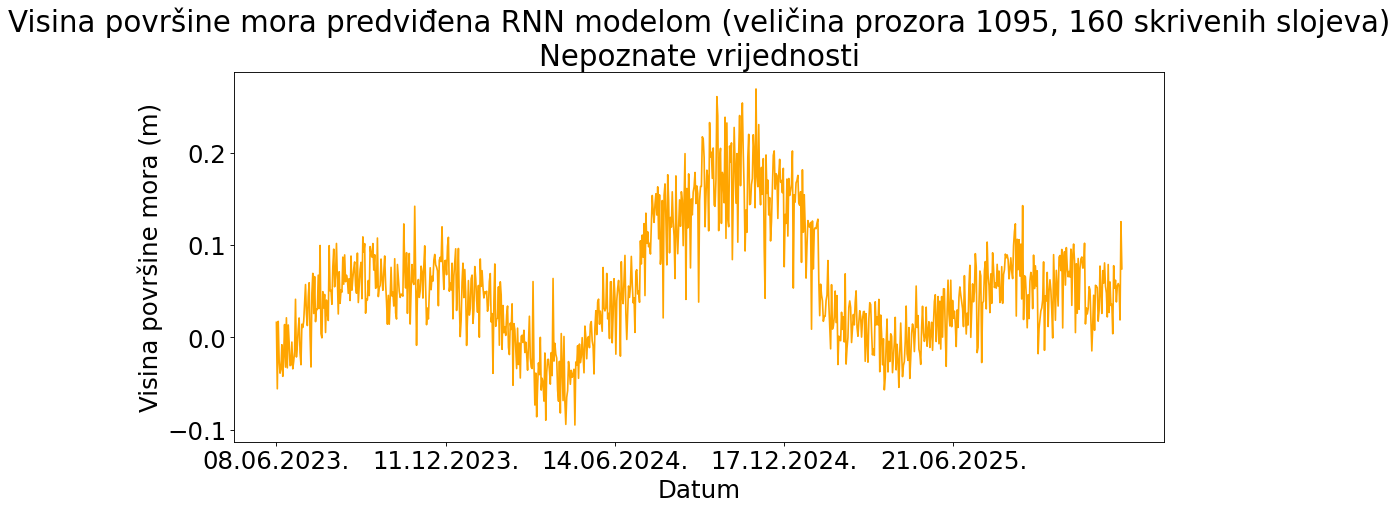 Visina površine mora predviđena RNN modelom (veličina prozora 1095, 160 skrivenih slojeva)
Nepoznate vrijednosti
Visina površine mora (m)
0.2
0.1
0.0
−0.1
08.06.2023. 11.12.2023. 14.06.2024. 17.12.2024. 21.06.2025.
Datum